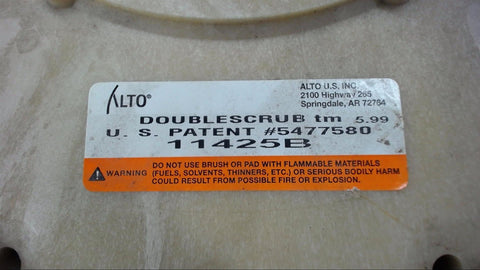 ALTO®
ALTO U.S. INC.
2100 Highway 265
Springdale, AR 72764
DOUBLESCRUB tm 5.99
U. S. PATENT #5477580
11425B
WARNING
DO NOT USE BRUSH OR PAD WITH FLAMMABLE MATERIALS
(FUELS, SOLVENTS, THINNERS, ETC.) OR SERIOUS BODILY HARM
COULD RESULT FROM POSSIBLE FIRE OR EXPLOSION.